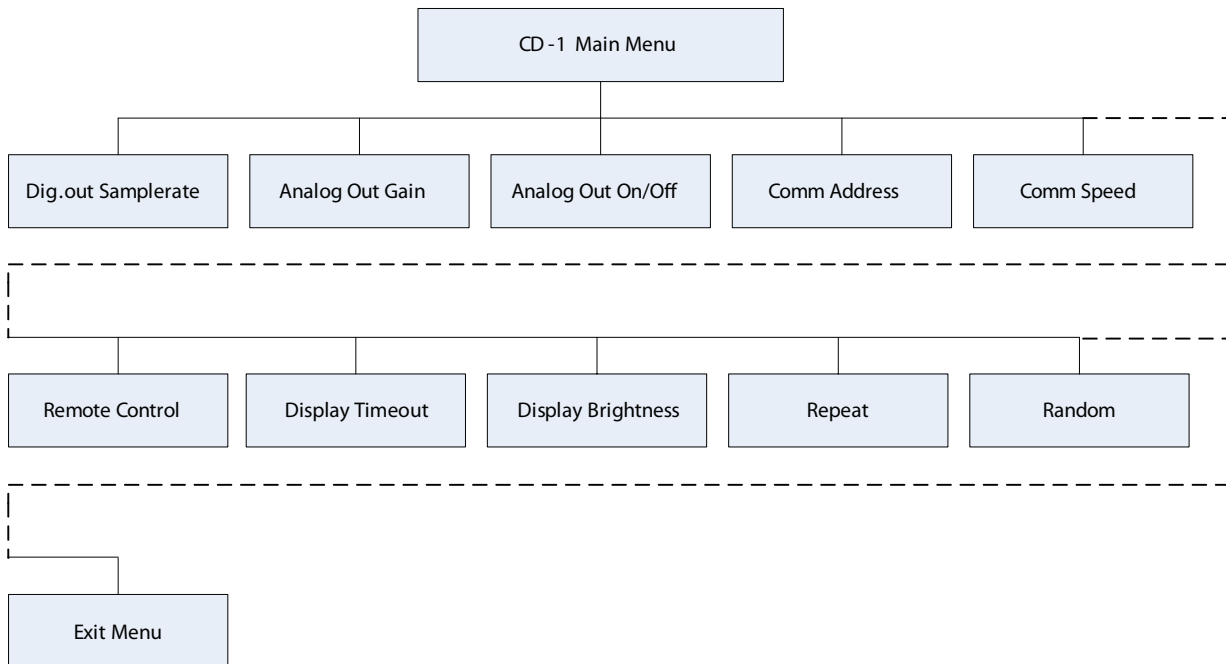 CD-1 Main Menu
Dig.out Samplerate
Analog Out Gain
Analog Out On/Off
Comm Address
Comm Speed
Remote Control
Display Timeout
Display Brightness
Repeat
Random
Exit Menu